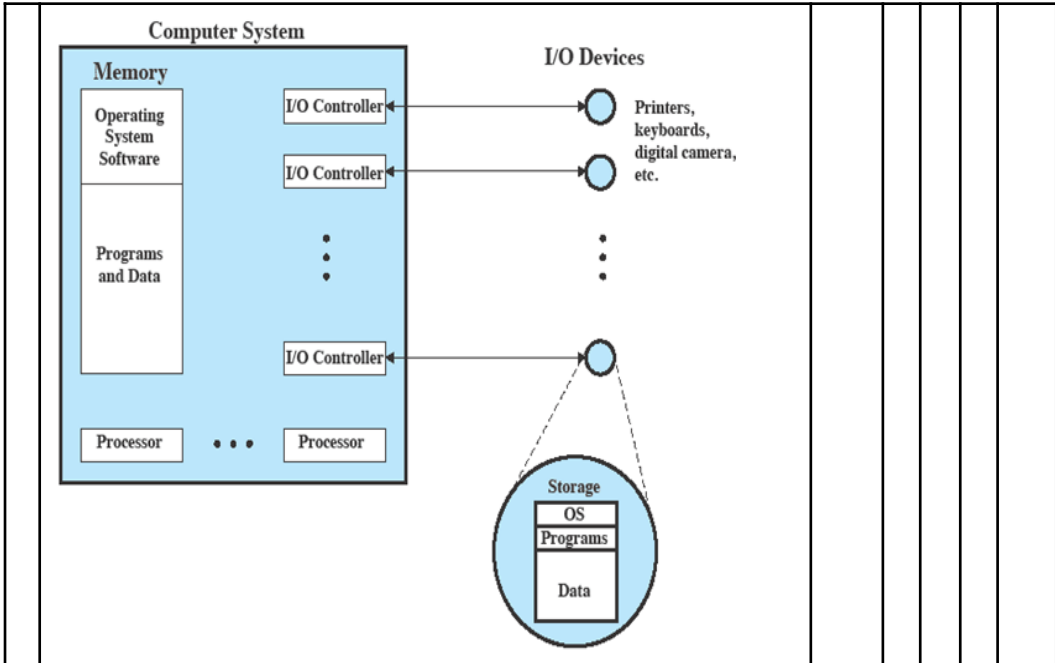 Computer System
I/O Devices
Memory
Operating
System
Software
Programs
and Data
I/O Controller
I/O Controller
I/O Controller
Printers,
keyboards,
digital camera,
etc.
Processor
Processor
Storage
OS
Programs
Data